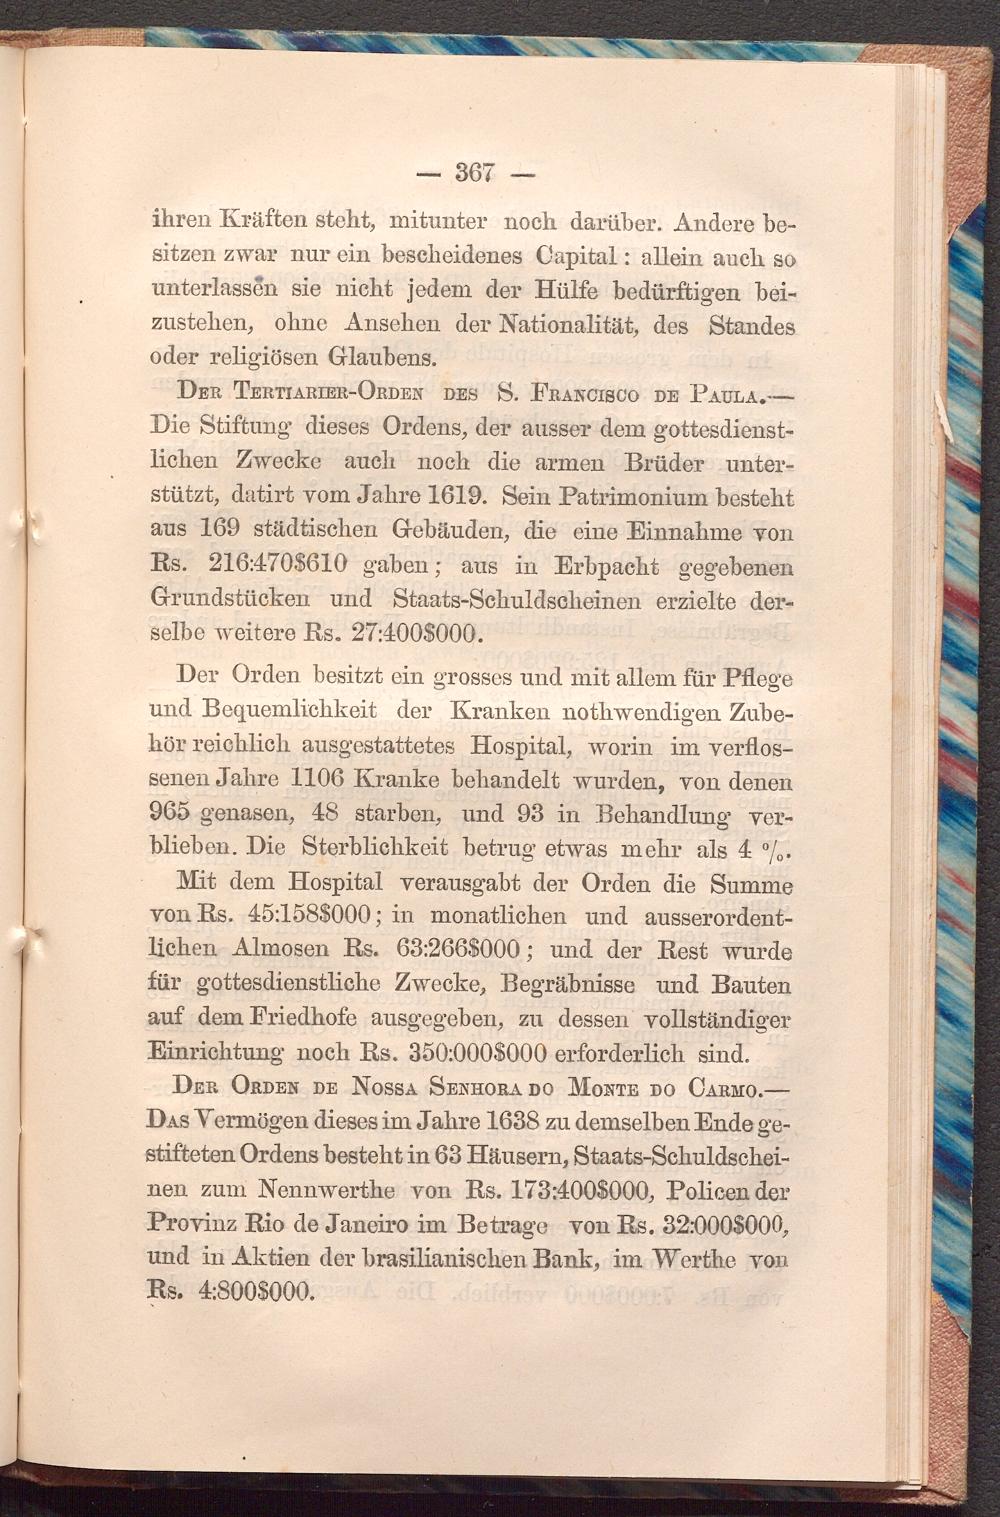 — 367 —
ihren Kräften steht, mitunter noch darüber. Andere be-
sitzen zwar nur ein bescheidenes Capital : allein auch so
unterlassen sie nicht jedem der Hülfe bedürftigen bei-
zustehen, ohne Ansehen der Nationalität, des Standes
oder religiösen Glaubens.
DER TERTIARIER-ORDEN DES S. FRANCISCO DE PAULA.—
Die Stiftung dieses Ordens, der ausser dem gottesdienst-
lichen Zwecke auch noch die armen Brüder unter-
stützt, datirt vom Jahre 1619. Sein Patrimonium besteht
aus 169 städtischen Gebäuden, die eine Einnahme von
Rs. 216:470$610 gaben ; aus in Erbpacht gegebenen
Grundstücken und Staats-Schuldscheinen erzielte der-
selbe weitere Rs. 27:400$000.
Der Orden besitzt ein grosses und mit allem für Pflege
und Bequemlichkeit der Kranken nothwendigen Zube-
hör reichlich ausgestattetes Hospital, worin im verflos-
senen Jahre 1106 Kranke behandelt wurden, von denen
965 genasen, 48 starben, und 93 in Behandlung ver-
blieben. Die Sterblichkeit betrug etwas mehr als 4 %.
Mit dem Hospital verausgabt der Orden die Summe
von Rs. 45:158$000 ; in monatlichen und ausserordent-
lichen Almosen Rs. 63:266$000 ; und der Rest wurde
für gottesdienstliche Zwecke, Begräbnisse und Bauten
auf dem Friedhofe ausgegeben, zu dessen vollständiger
Einrichtung noch Rs. 350:000$000 erforderlich sind.
DER ORDEN DE NOSSA SENHORA DO MONTE DO CARMO.—
DAS Vermögen dieses im Jahre 1638 zu demselben Ende ge-
stifteten Ordens besteht in 63 Häusern, Staats-Schuldschei-
nen zum Nennwerthe von Rs. 173:400$000, Policen der
Provinz Rio de Janeiro im Betrage von Rs. 32:000$000,
und in Aktien der brasilianischen Bank, im Werthe von
Rs. 4:800$000.